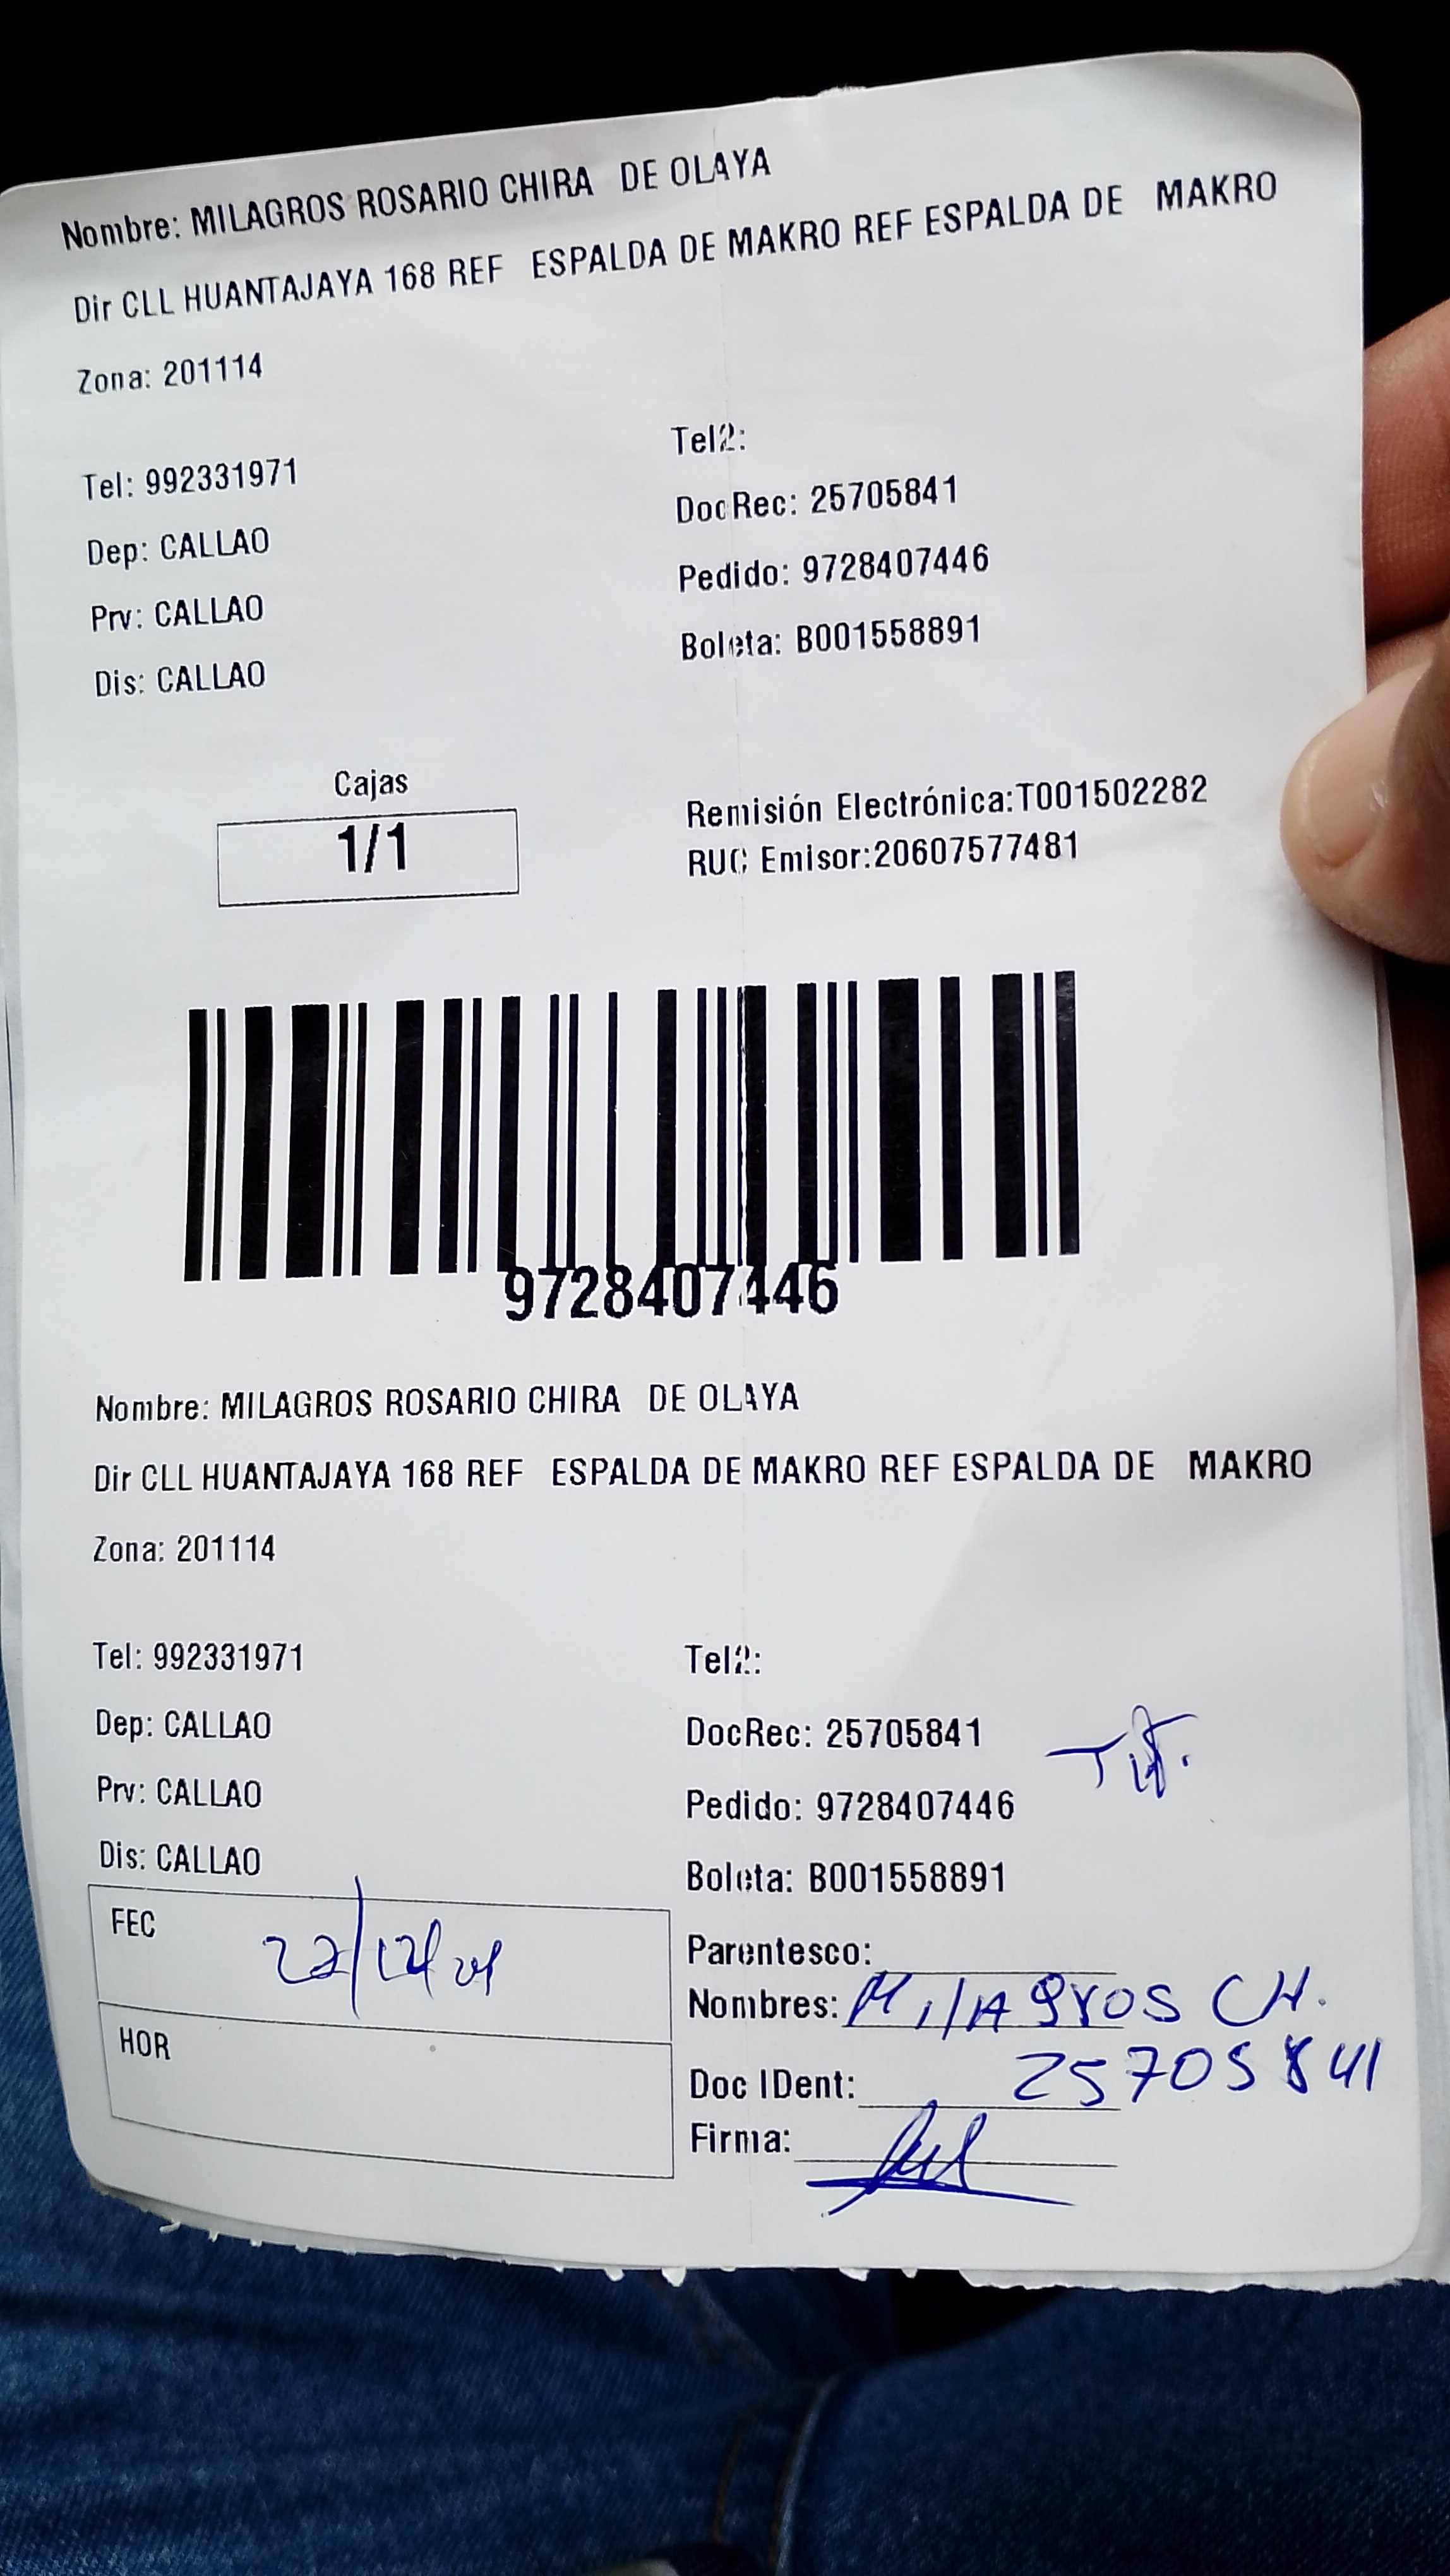 Nombre: MILAGROS ROSARIO CHIRA DE OLAYA
Dir CLL HUANTAJAYA 168 REF ESPALDA DE MAKRO REF ESPALDA DE MAKRO
Zona: 201114
Tel: 992331971
Tel2:
Dep: CALLAO
DocRec: 25705841
Prv: CALLAO
Pedido: 9728407446
Dis: CALLAO
Boleta: B001558891
Cajas
1/1
Remisión Electrónica:T001502282
RUC Emisor:20607577481
9728407446
Nombre: MILAGROS ROSARIO CHIRA DE OLAYA
Dir CLL HUANTAJAYA 168 REF ESPALDA DE MAKRO REF ESPALDA DE MAKRO
Zona: 201114
Tel: 992331971
Tel2:
Dep: CALLAO
DocRec: 25705841
Prv: CALLAO
Pedido: 9728407446
Dis: CALLAO
Boleta: B001558891
FEC
HOR
Parentesco:
Nombres: MilAgros CH.
Doc IDent: 25705841
Firma: